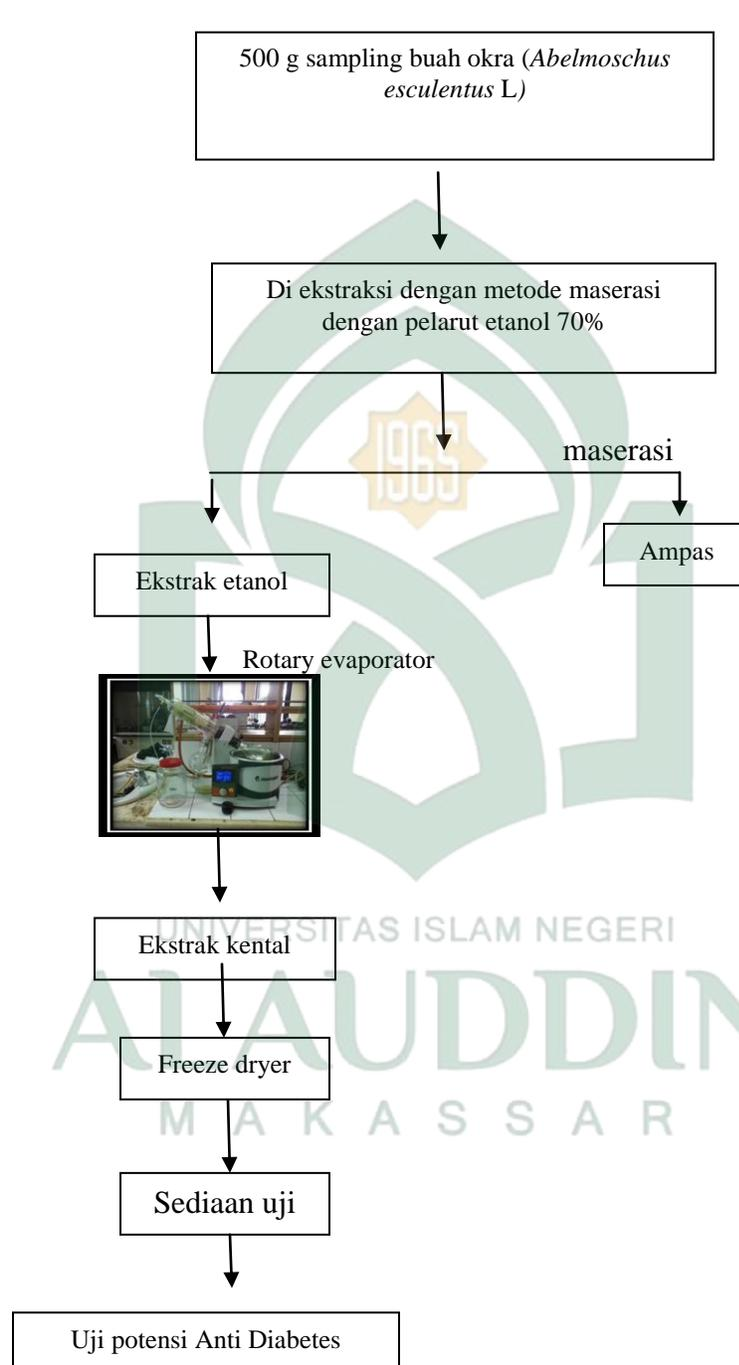 500 g sampling buah okra (Abelmoschus
esculentus L)
Di ekstraksi dengan metode maserasi
dengan pelarut etanol 70%
1965
maserasi
Ampas
Ekstrak etanol
Rotary evaporator
UNIVERSITAS ISLAM NEGERI
Ekstrak kental
ALAUDDIN
Freeze dryer
MAKASSAR
Sediaan uji
Uji potensi Anti Diabetes